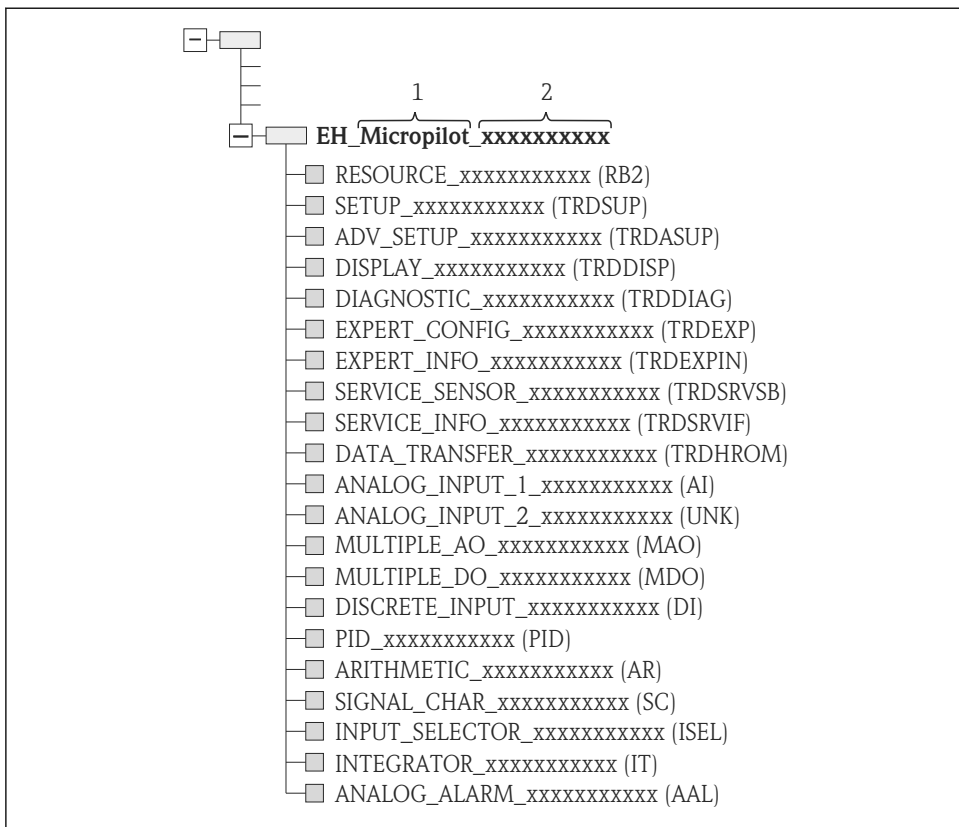 1 2
EH_Micropilot_xxxxxxxxxx
RESOURCE_xxxxxxxxxxx (RB2)
SETUP_xxxxxxxxxxx (TRDSUP)
ADV_SETUP_xxxxxxxxxxx (TRDASUP)
DISPLAY_xxxxxxxxxxx (TRDDISP)
DIAGNOSTIC_xxxxxxxxxxx (TRDDIAG)
EXPERT_CONFIG_xxxxxxxxxxx (TRDEXP)
EXPERT_INFO_xxxxxxxxxxx (TRDEXPIN)
SERVICE_SENSOR_xxxxxxxxxxx (TRDSRVSB)
SERVICE_INFO_xxxxxxxxxxx (TRDSRVIF)
DATA_TRANSFER_xxxxxxxxxxx (TRDHROM)
ANALOG_INPUT_1_xxxxxxxxxxx (AI)
ANALOG_INPUT_2_xxxxxxxxxxx (UNK)
MULTIPLE_AO_xxxxxxxxxxx (MAO)
MULTIPLE_DO_xxxxxxxxxxx (MDO)
DISCRETE_INPUT_xxxxxxxxxxx (DI)
PID_xxxxxxxxxxx (PID)
ARITHMETIC_xxxxxxxxxxx (AR)
SIGNAL_CHAR_xxxxxxxxxxx (SC)
INPUT_SELECTOR_xxxxxxxxxxx (ISEL)
INTEGRATOR_xxxxxxxxxxx (IT)
ANALOG_ALARM_xxxxxxxxxxx (AAL)